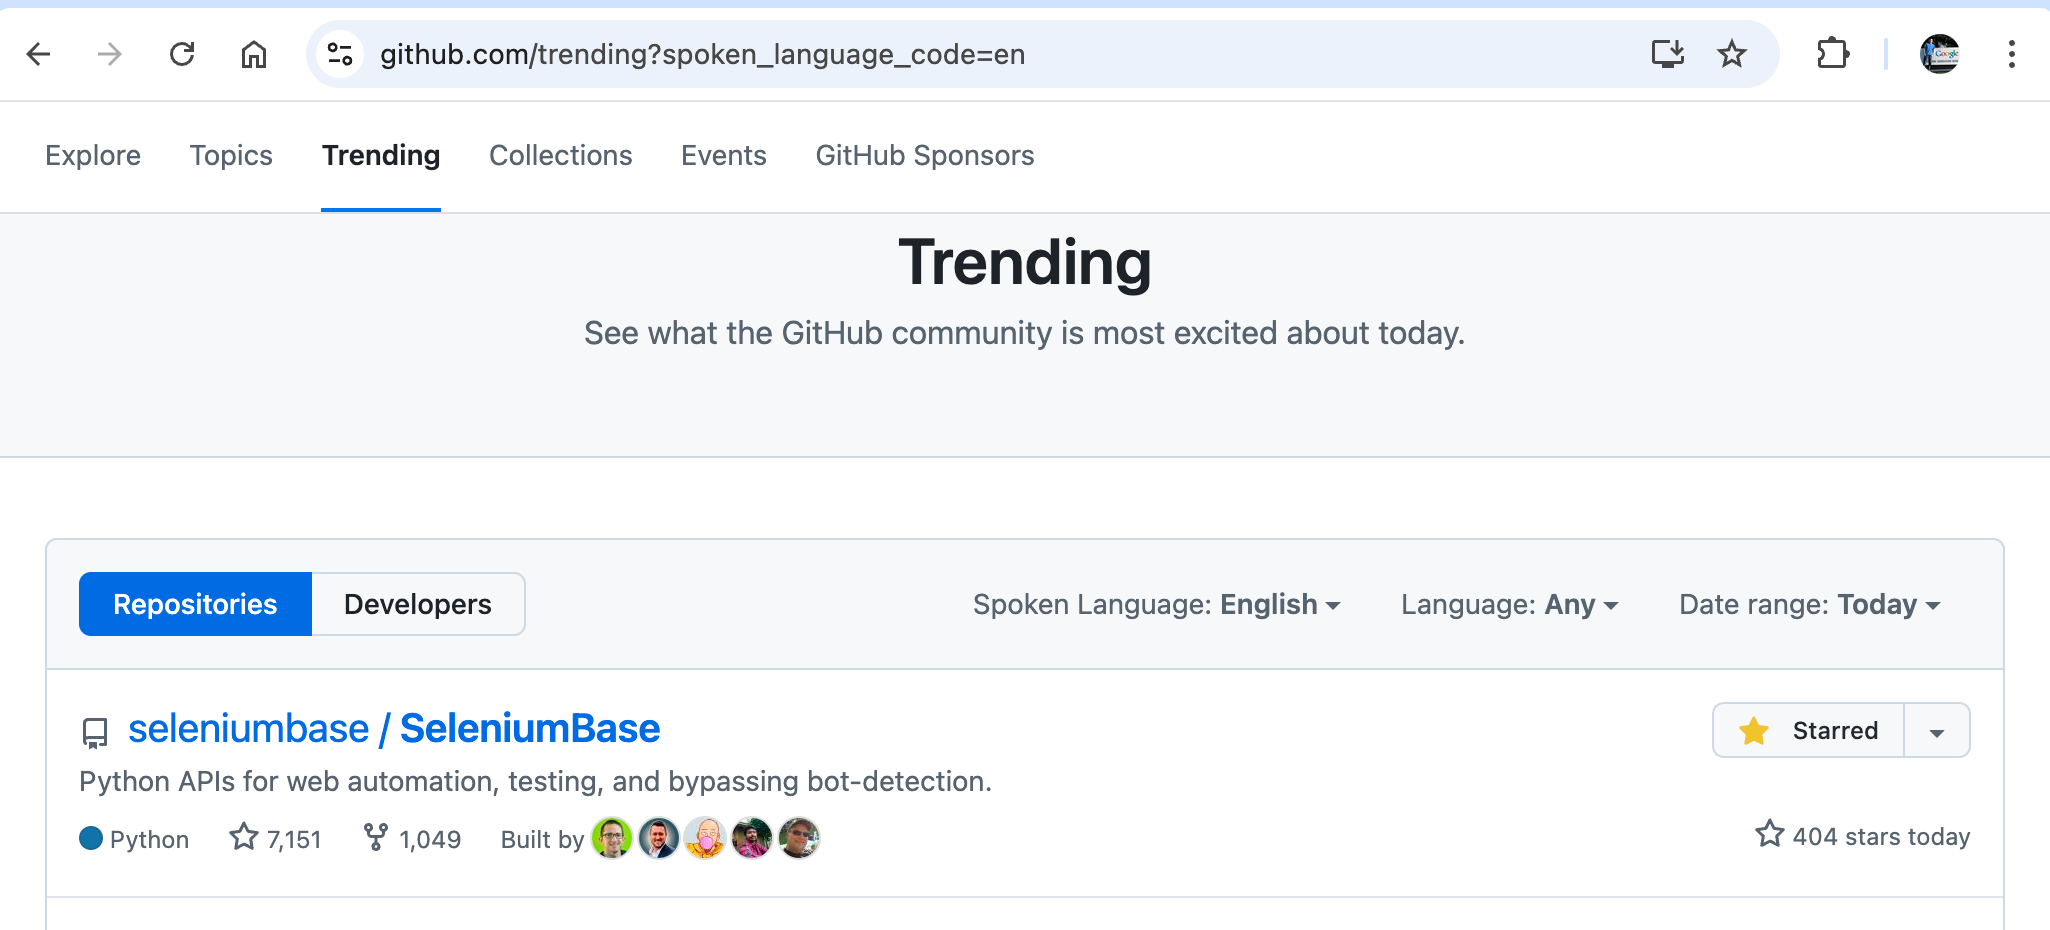 github.com/trending?spoken_language_code=en
Explore Topics Trending Collections Events GitHub Sponsors
Trending
See what the GitHub community is most excited about today.
Repositories Developers Spoken Language: English Language: Any Date range: Today
seleniumbase / SeleniumBase Starred
Python APIs for web automation, testing, and bypassing bot-detection.
Python 7,151 1,049 Built by 404 stars today